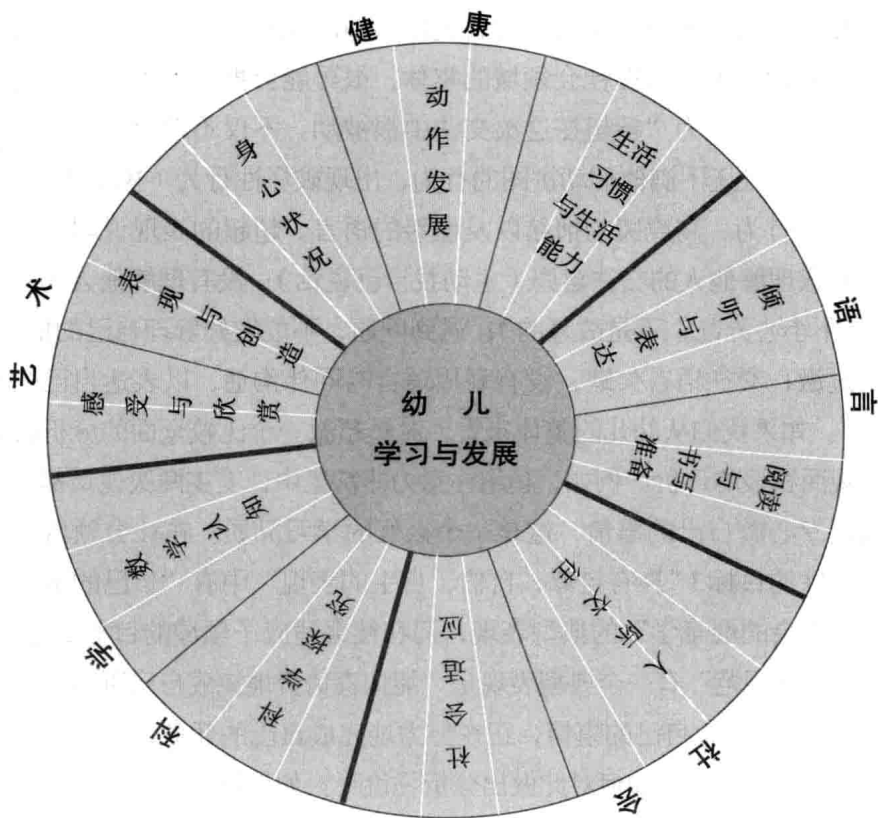 健康
身心状况
动作发展
生活
习惯
与生活
能力
语言
倾听与表达
阅读
与
书写
准备
社会
人际交往
社会适应
科学
科学探究
数学认知
艺术
感受与欣赏
表现与创造
幼儿
学习与发展